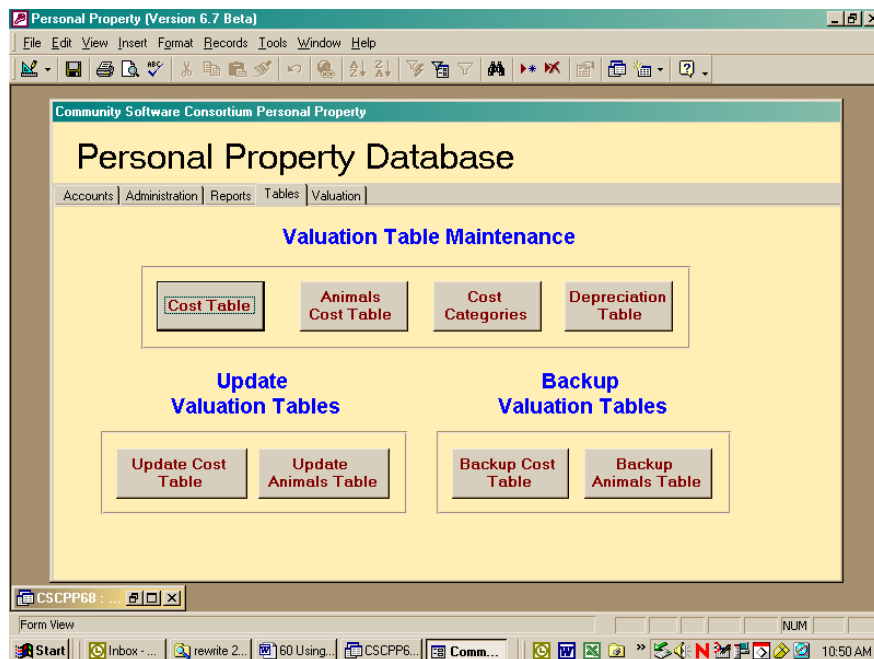 Personal Property (Version 6.7 Beta)
File Edit View Insert Format Records Tools Window Help
Community Software Consortium Personal Property
Personal Property Database
Accounts Administration Reports Tables Valuation
Valuation Table Maintenance
Cost Table
Animals
Cost Table
Cost
Categories
Depreciation
Table
Update
Valuation Tables
Backup
Valuation Tables
Update Cost
Table
Update
Animals Table
Backup Cost
Table
Backup
Animals Table
CSCPP68 : ...
Form View
NUM
Start
Inbox - ...
rewrite 2...
60 Using...
CSCPP6...
Comm...
10:50 AM